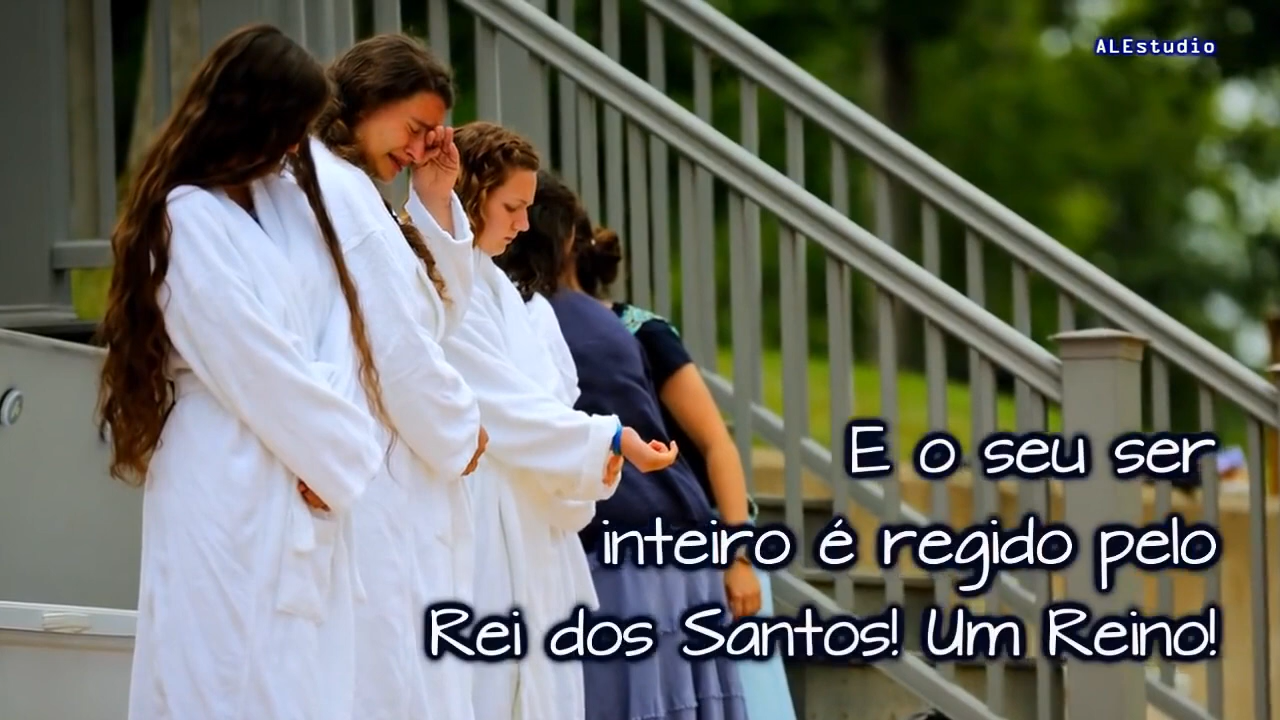 ALEstudio
E o seu ser
inteiro é regido pelo
Rei dos Santos! Um Reino!